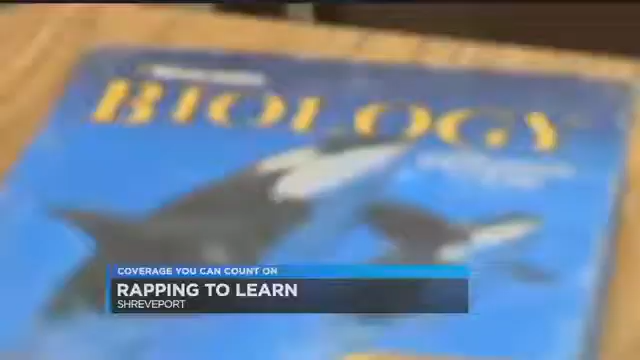 BIOLOGY
COVERAGE YOU CAN COUNT ON
RAPPING TO LEARN
SHREVEPORT